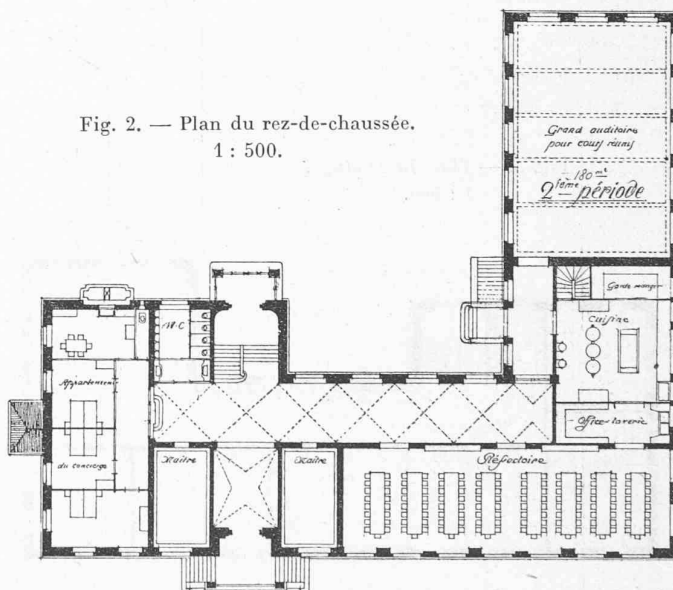 Fig. 2. — Plan du rez-de-chaussée.
1 : 500.
Grand auditoire
pour cours réunis
180 m²
2ième période
Garde manger
W-C
Cuisine
Appartement
Office-laverie
du concierge
Maître
Maître
Réfectoire